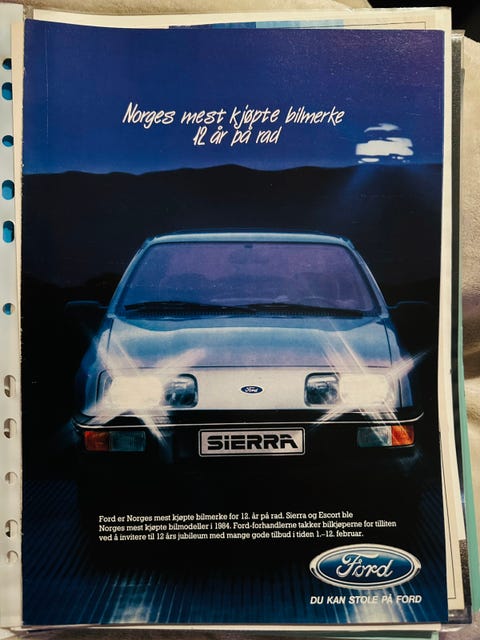 Norges mest kjøpte bilmerke
12 år på rad
Ford
SIERRA
Ford er Norges mest kjøpte bilmerke for 12. år på rad. Sierra og Escort ble
Norges mest kjøpte bilmodeller i 1984. Ford-forhandlerne takker bilkjøperne for tilliten
ved å invitere til 12 års jubileum med mange gode tilbud i tiden 1.–12. februar.
Ford
DU KAN STOLE PÅ FORD